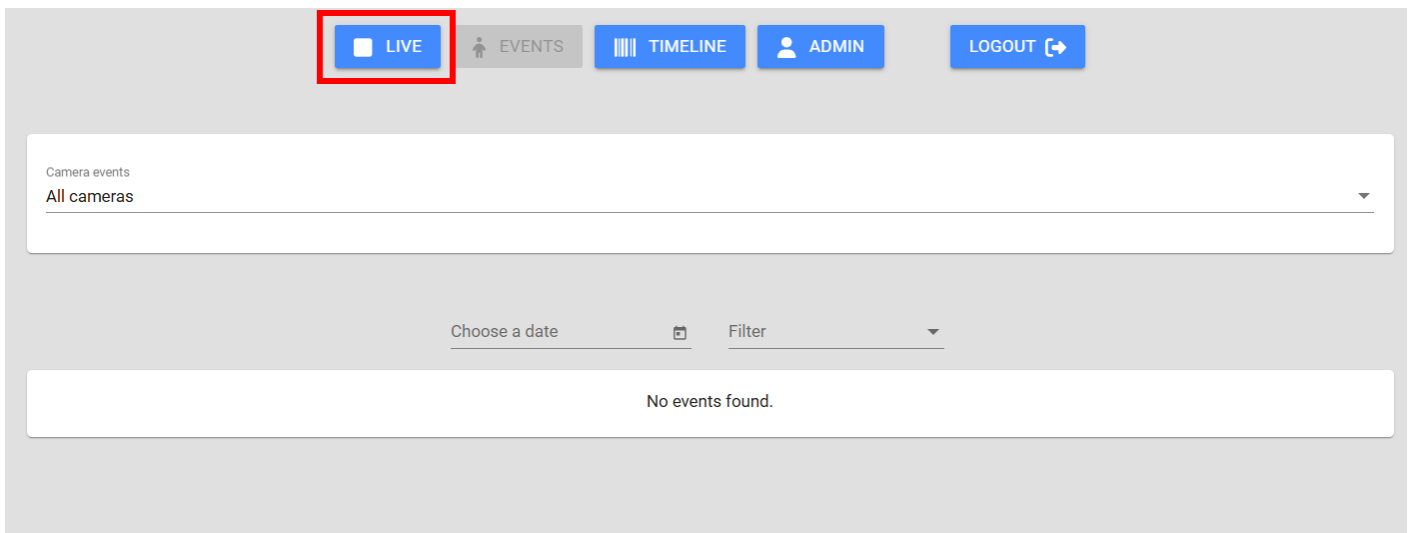 LIVE EVENTS TIMELINE ADMIN LOGOUT
Camera events
All cameras
Choose a date Filter
No events found.